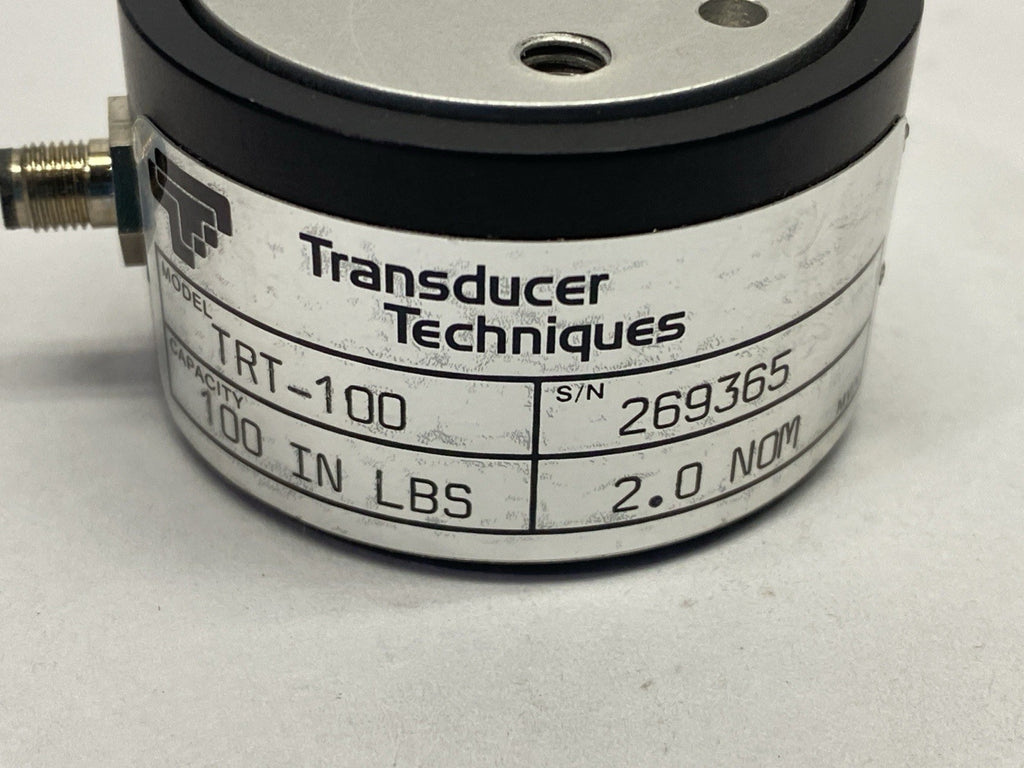 Transducer
Techniques
MODEL TRT-100
S/N 269365
CAPACITY 100 IN LBS
2.0 NOM